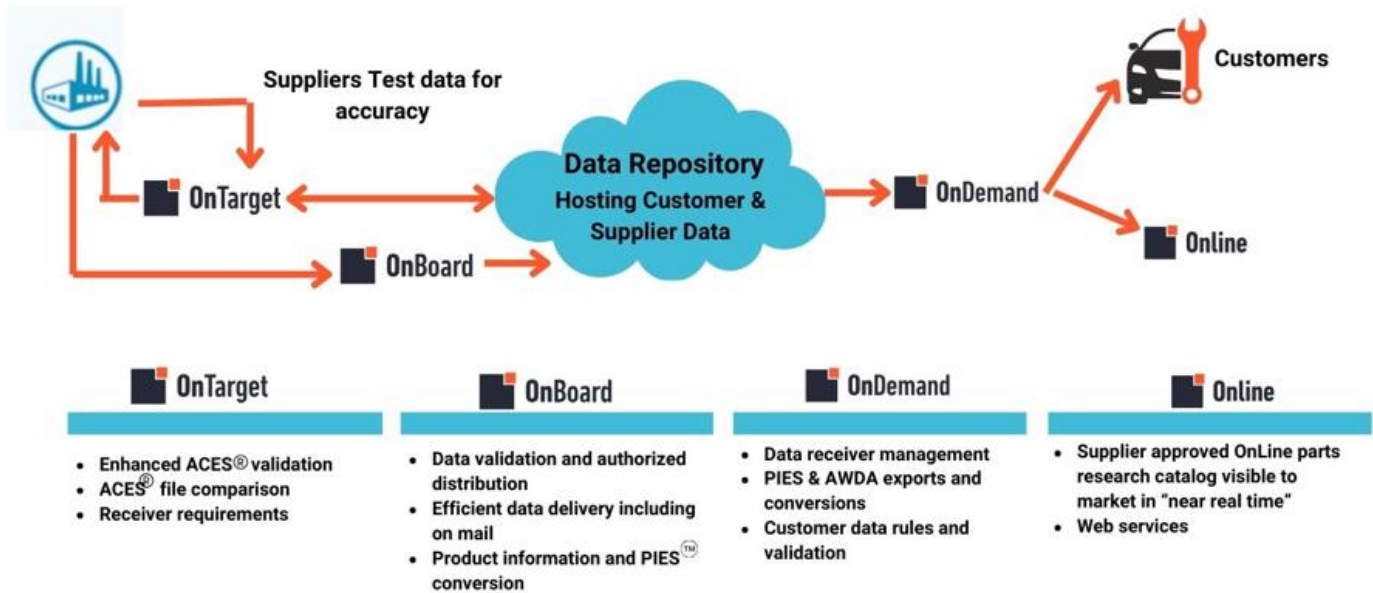 Suppliers Test data for
accuracy
Customers
Data Repository
Hosting Customer &
Supplier Data
OnTarget
OnDemand
OnBoard
Online
OnTarget
Enhanced ACES® validation
ACES® file comparison
Receiver requirements
OnBoard
Data validation and authorized
distribution
Efficient data delivery including
on mail
Product information and PIES™
conversion
OnDemand
Data receiver management
PIES & AWDA exports and
conversions
Customer data rules and
validation
Online
Supplier approved OnLine parts
research catalog visible to
market in “near real time”
Web services